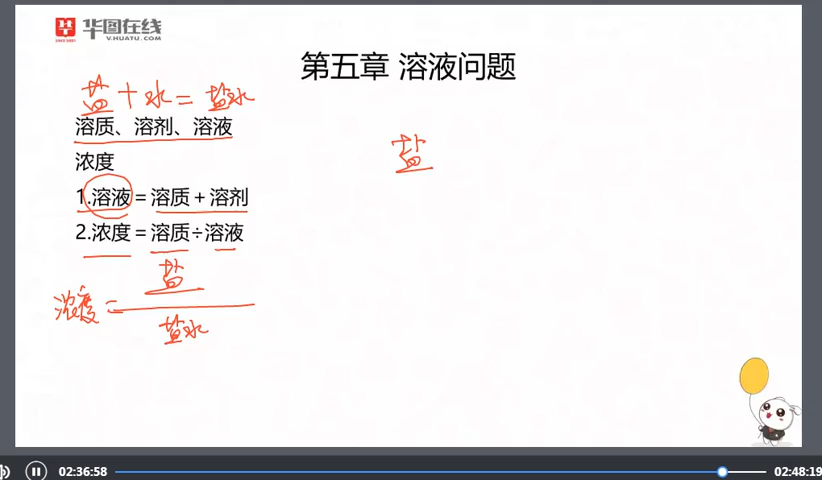 华图在线
V.HUATU.COM
第五章 溶液问题
盐+水=盐水
溶质、溶剂、溶液
盐
浓度
1.溶液=溶质+溶剂
2.浓度=溶质÷溶液
浓度=盐
盐水
02:36:58
02:48:19